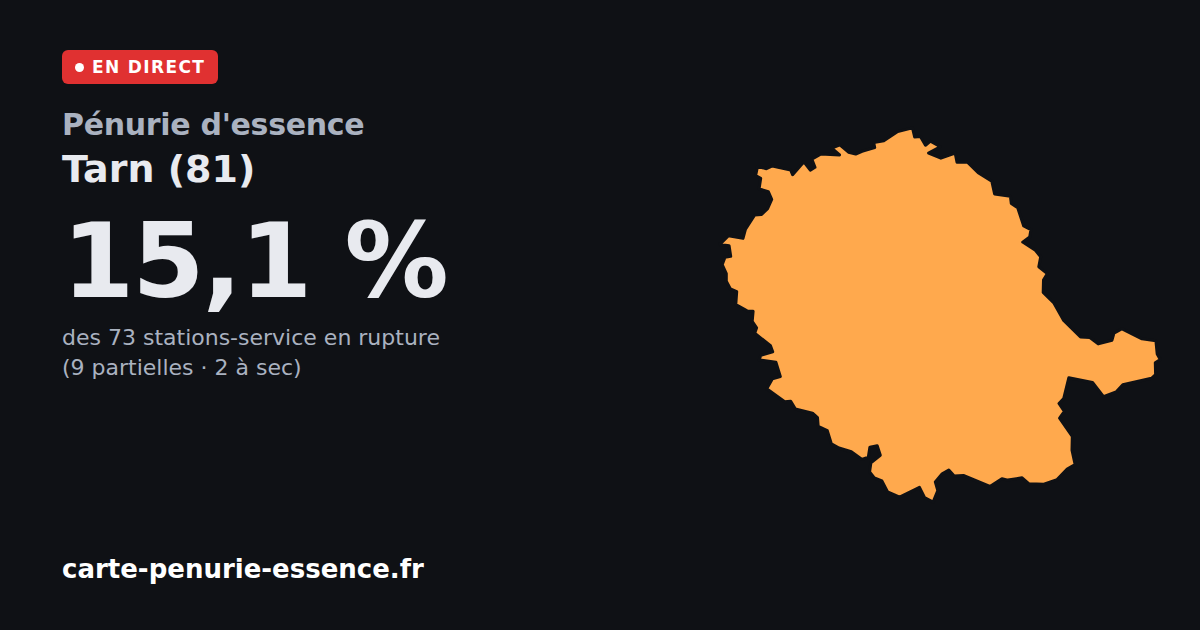 EN DIRECT
Pénurie d'essence
Tarn (81)
15,1 %
des 73 stations-service en rupture
(9 partielles · 2 à sec)
carte-penurie-essence.fr